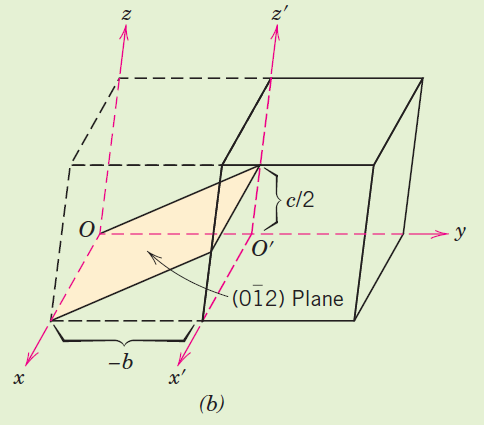 z
z′
c/2
O
y
O′
(01̄2) Plane
−b
x
x′
(b)